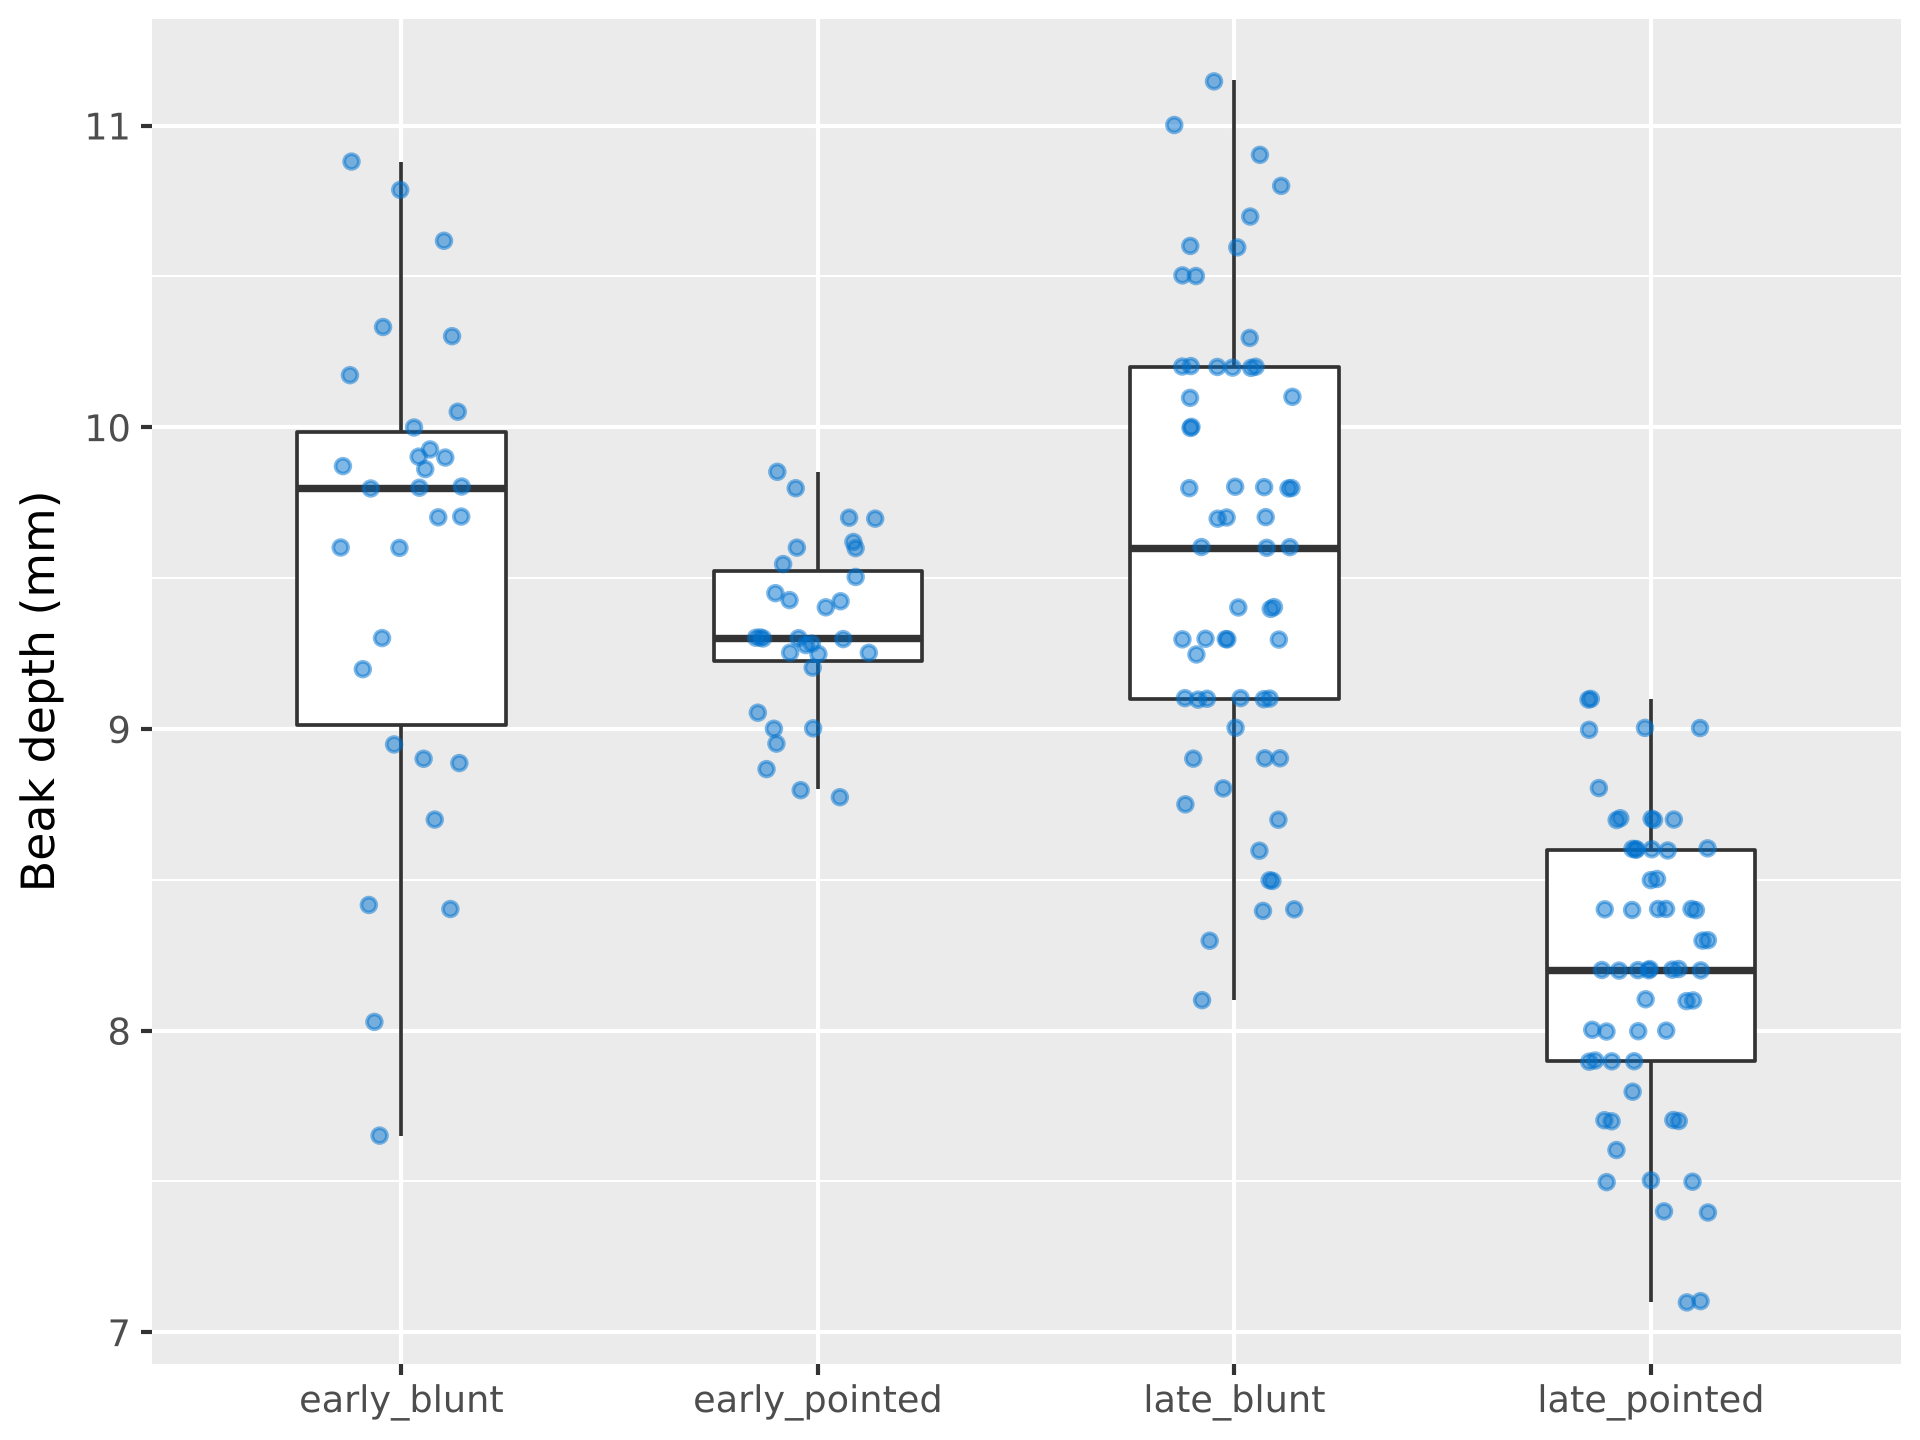 Beak depth (mm)
11
10
9
8
7
early_blunt early_pointed late_blunt late_pointed